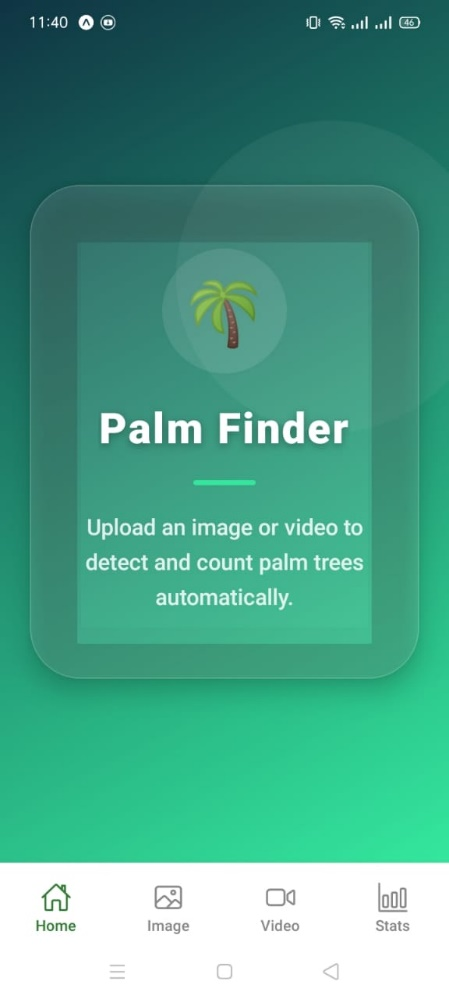 11:40
46
Palm Finder
Upload an image or video to
detect and count palm trees
automatically.
Home
Image
Video
Stats